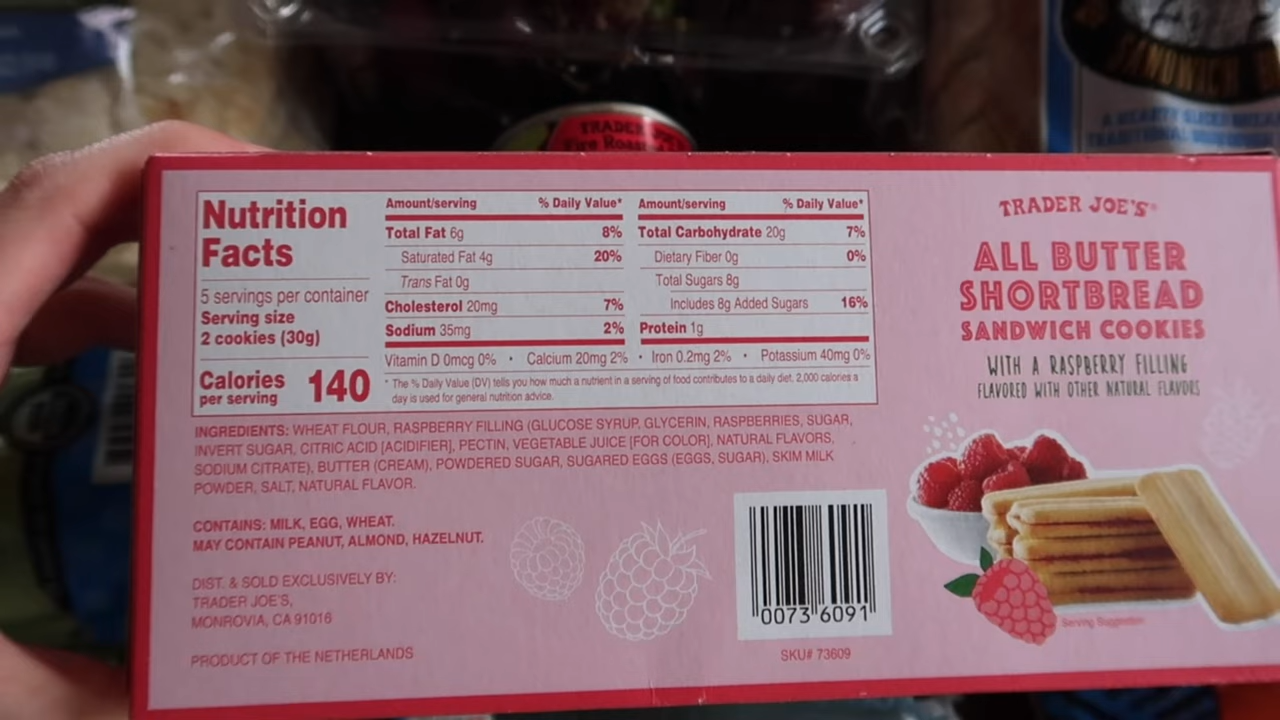 TRADER JOE'S
Fire Roasted
SANDWICH
TRADITIONAL
Nutrition
Facts
5 servings per container
Serving size
2 cookies (30g)
Calories
per serving 140
Amount/serving % Daily Value*
Total Fat 6g 8%
Saturated Fat 4g 20%
Trans Fat 0g
Cholesterol 20mg 7%
Sodium 35mg 2%
Amount/serving % Daily Value*
Total Carbohydrate 20g 7%
Dietary Fiber 0g 0%
Total Sugars 8g
Includes 8g Added Sugars 16%
Protein 1g
Vitamin D 0mcg 0% • Calcium 20mg 2% • Iron 0.2mg 2% • Potassium 40mg 0%
* The % Daily Value (DV) tells you how much a nutrient in a serving of food contributes to a daily diet. 2,000 calories a
day is used for general nutrition advice.
INGREDIENTS: WHEAT FLOUR, RASPBERRY FILLING (GLUCOSE SYRUP, GLYCERIN, RASPBERRIES, SUGAR,
INVERT SUGAR, CITRIC ACID [ACIDIFIER], PECTIN, VEGETABLE JUICE [FOR COLOR], NATURAL FLAVORS,
SODIUM CITRATE), BUTTER (CREAM), POWDERED SUGAR, SUGARED EGGS (EGGS, SUGAR), SKIM MILK
POWDER, SALT, NATURAL FLAVOR.
CONTAINS: MILK, EGG, WHEAT.
MAY CONTAIN PEANUT, ALMOND, HAZELNUT.
DIST. & SOLD EXCLUSIVELY BY:
TRADER JOE'S,
MONROVIA, CA 91016
PRODUCT OF THE NETHERLANDS
0073 6091
SKU# 73609
TRADER JOE'S®
ALL BUTTER
SHORTBREAD
SANDWICH COOKIES
WITH A RASPBERRY FILLING
FLAVORED WITH OTHER NATURAL FLAVORS
Serving Suggestion